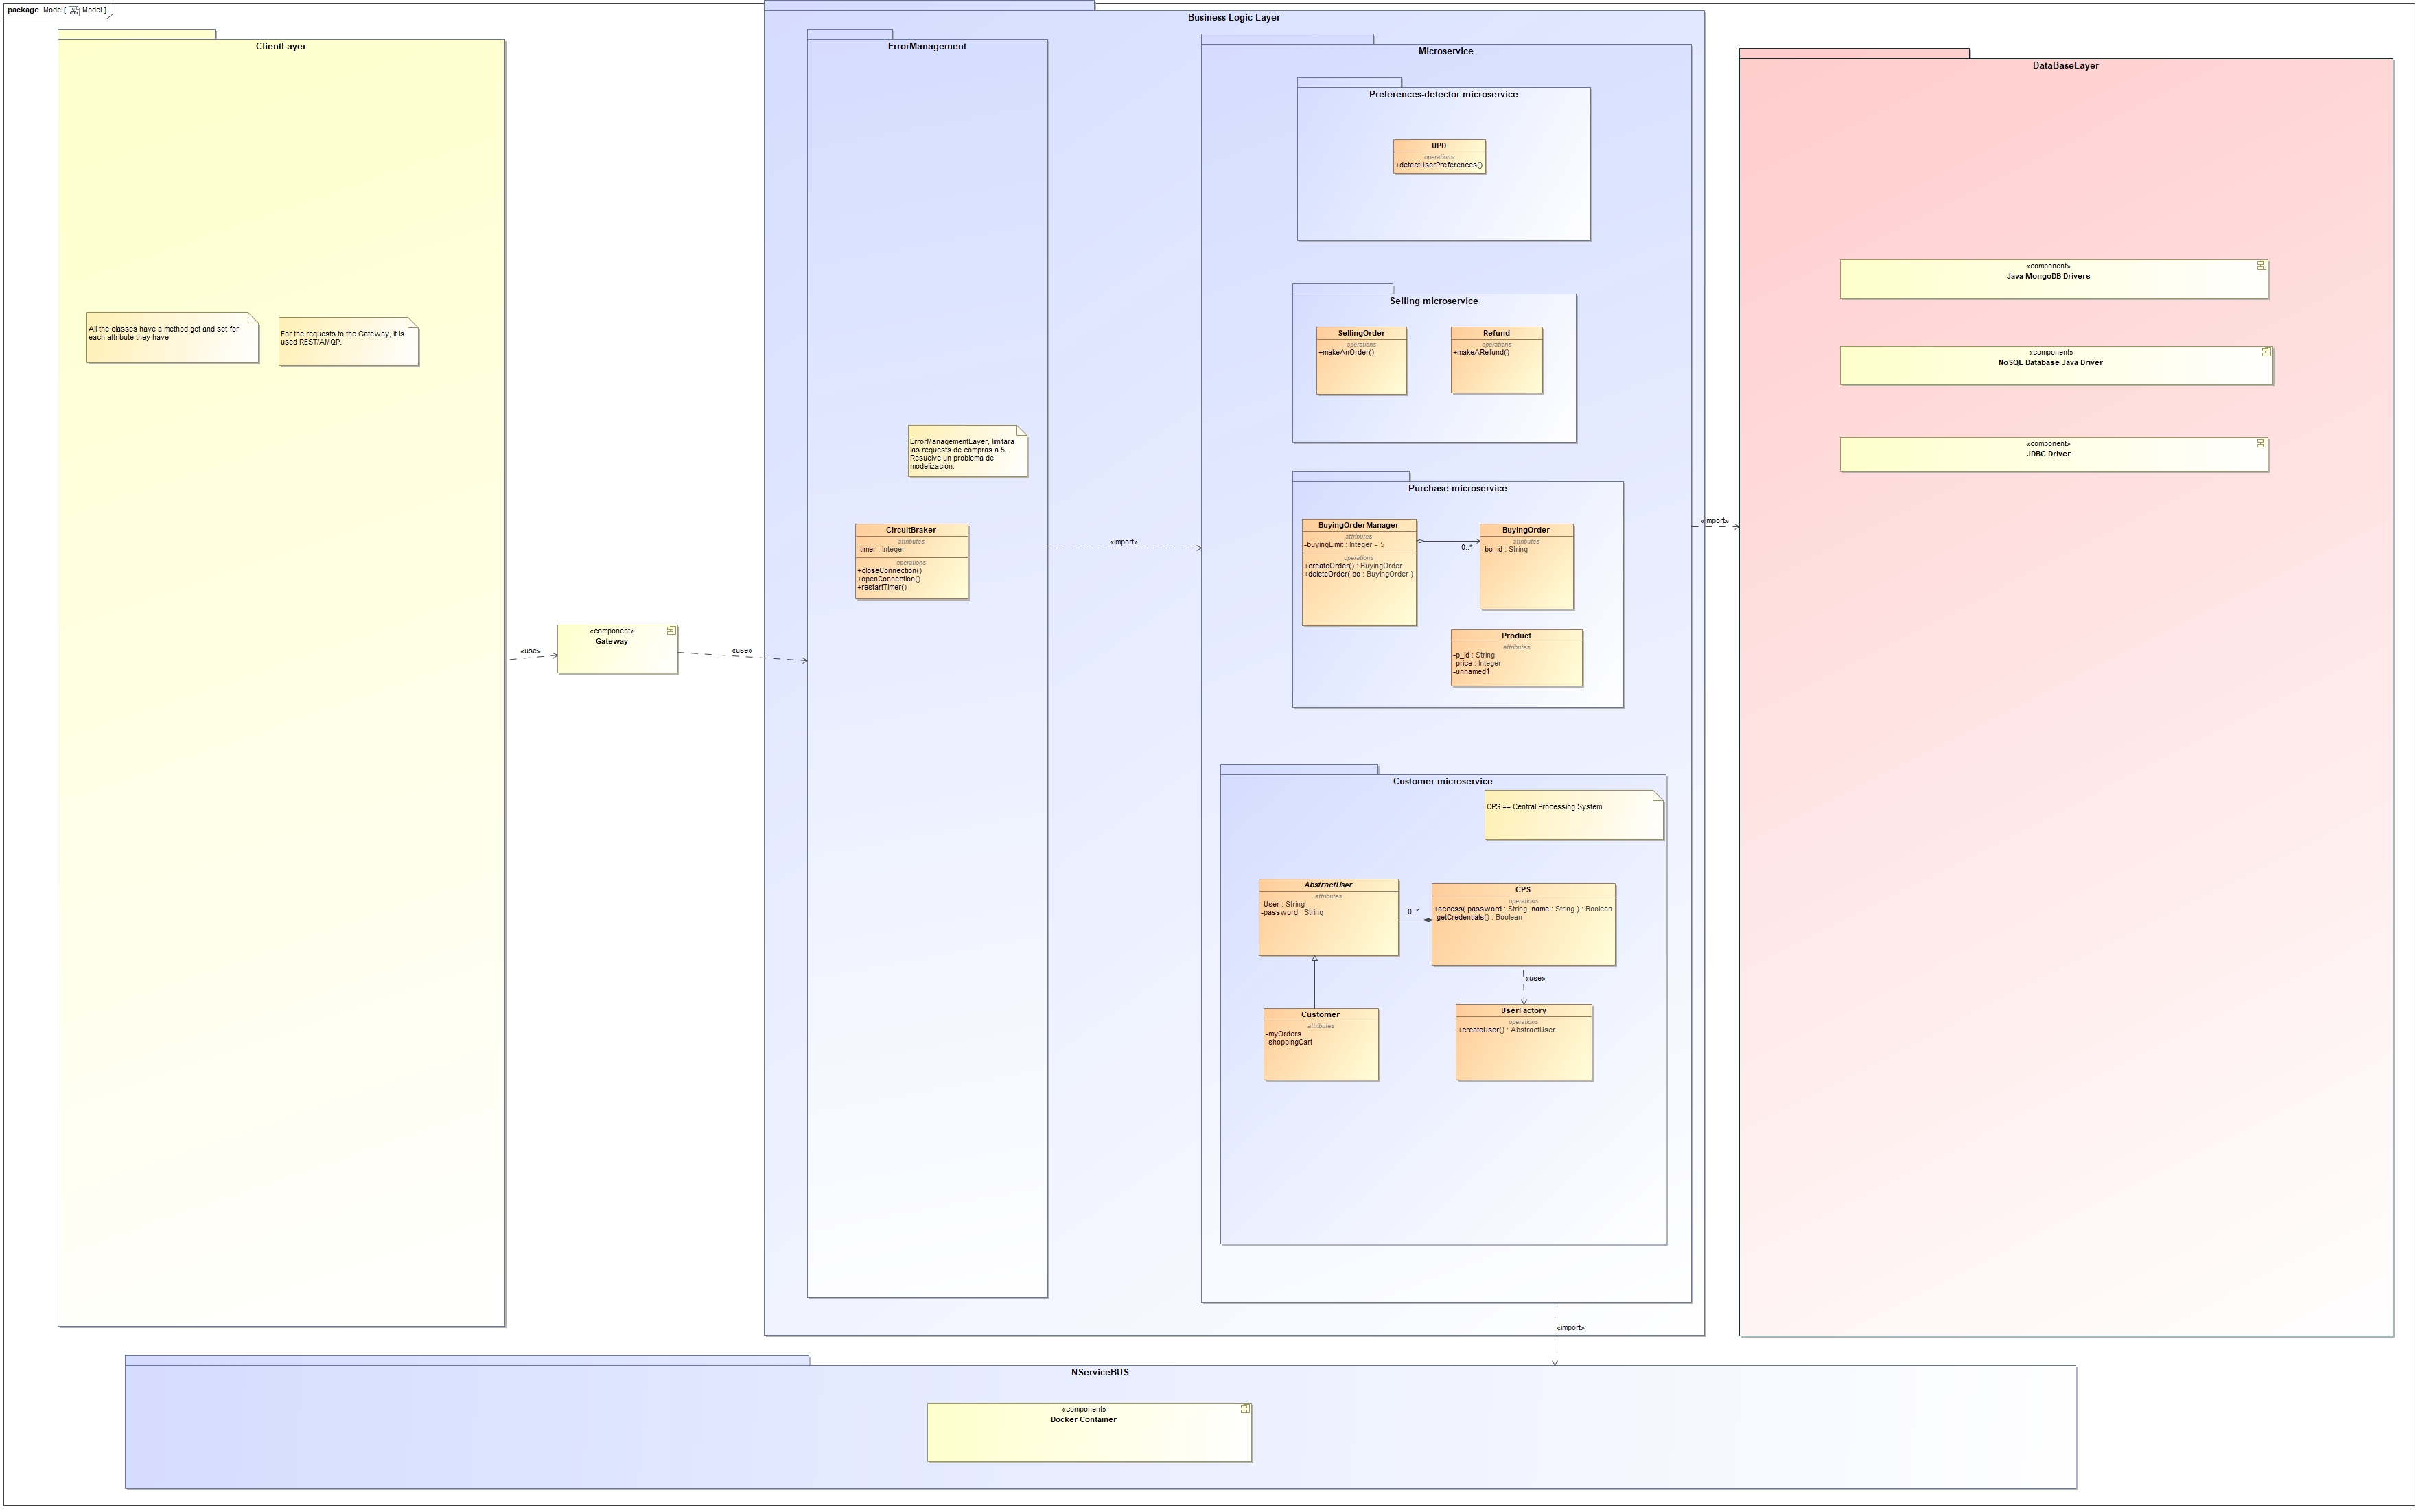 package Model [ Model ]
ClientLayer
All the classes have a method get and set for
each attribute they have.
For the requests to the Gateway, it is
used REST/AMQP.
«use»
«component»
Gateway
«use»
Business Logic Layer
ErrorManagement
ErrorManagementLayer, limitara
las requests de compras a 5.
Resuelve un problema de
modelización.
CircuitBraker
attributes
-timer : Integer
operations
+closeConnection()
+openConnection()
+restartTimer()
«import»
Microservice
Preferences-detector microservice
UPD
operations
+detectUserPreferences()
Selling microservice
SellingOrder
operations
+makeAnOrder()
Refund
operations
+makeARefund()
Purchase microservice
BuyingOrderManager
attributes
-buyingLimit : Integer = 5
operations
+createOrder() : BuyingOrder
+deleteOrder( bo : BuyingOrder )
0..*
BuyingOrder
attributes
-bo_id : String
Product
attributes
-p_id : String
-price : Integer
-unnamed1
Customer microservice
CPS == Central Processing System
AbstractUser
attributes
-User : String
-password : String
0..*
CPS
operations
+access( password : String, name : String ) : Boolean
-getCredentials() : Boolean
«use»
Customer
attributes
-myOrders
-shoppingCart
UserFactory
operations
+createUser() : AbstractUser
«import»
DataBaseLayer
«component»
Java MongoDB Drivers
«component»
NoSQL Database Java Driver
«component»
JDBC Driver
«import»
NServiceBUS
«component»
Docker Container